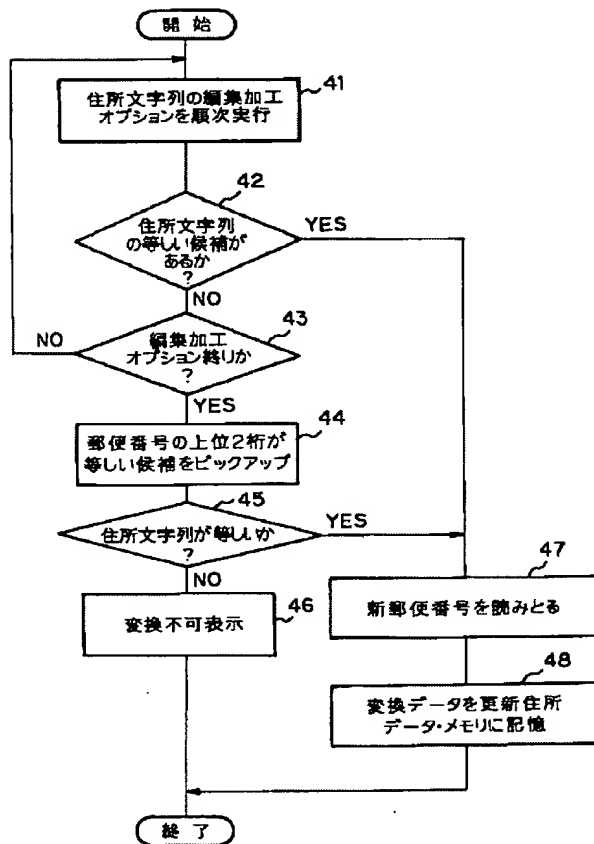 開始
41
住所文字列の編集加工
オプションを順次実行
42
住所文字列
の等しい候補が
あるか
?
YES
NO
43
編集加工
オプション終りか
?
NO
YES
44
郵便番号の上位2桁が
等しい候補をピックアップ
45
住所文字列が等しいか
?
YES
NO
46
変換不可表示
47
新郵便番号を読みとる
48
変換データを更新住所
データ・メモリに記憶
終了